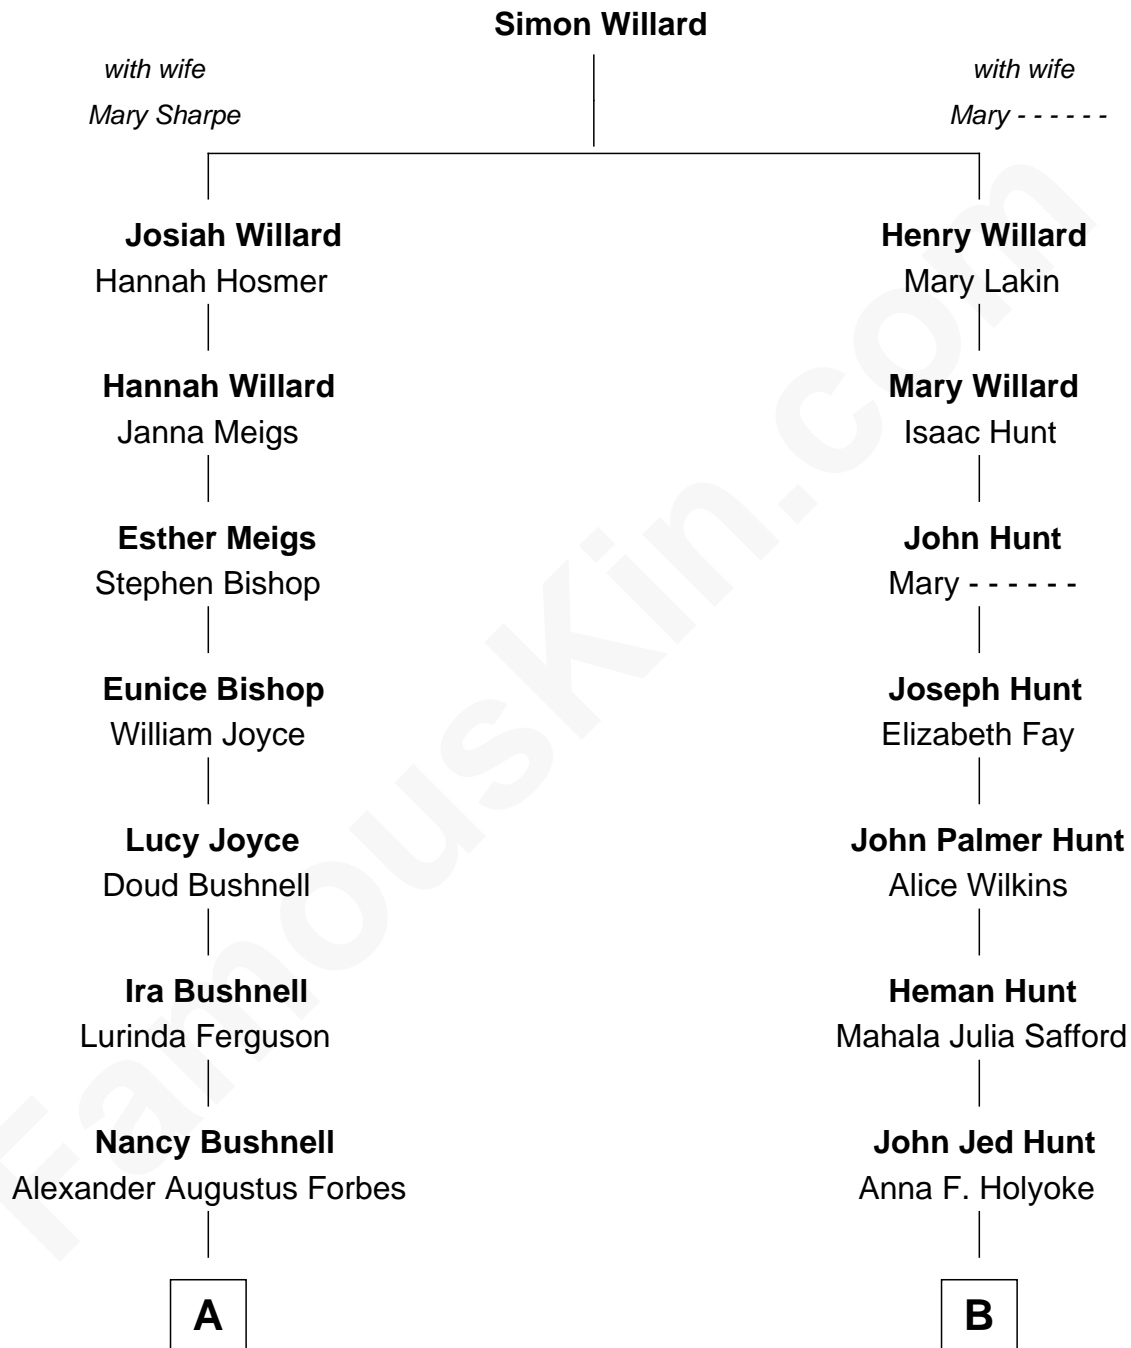 Simon Willard
with wife
Mary Sharpe
with wife
Mary - - - - - -
Josiah Willard
Hannah Hosmer
Henry Willard
Mary Lakin
Hannah Willard
Janna Meigs
Mary Willard
Isaac Hunt
Esther Meigs
Stephen Bishop
John Hunt
Mary - - - - - -
Eunice Bishop
William Joyce
Joseph Hunt
Elizabeth Fay
Lucy Joyce
Doud Bushnell
John Palmer Hunt
Alice Wilkins
Ira Bushnell
Lurinda Ferguson
Heman Hunt
Mahala Julia Safford
Nancy Bushnell
Alexander Augustus Forbes
John Jed Hunt
Anna F. Holyoke
A
B
FamousKin.com